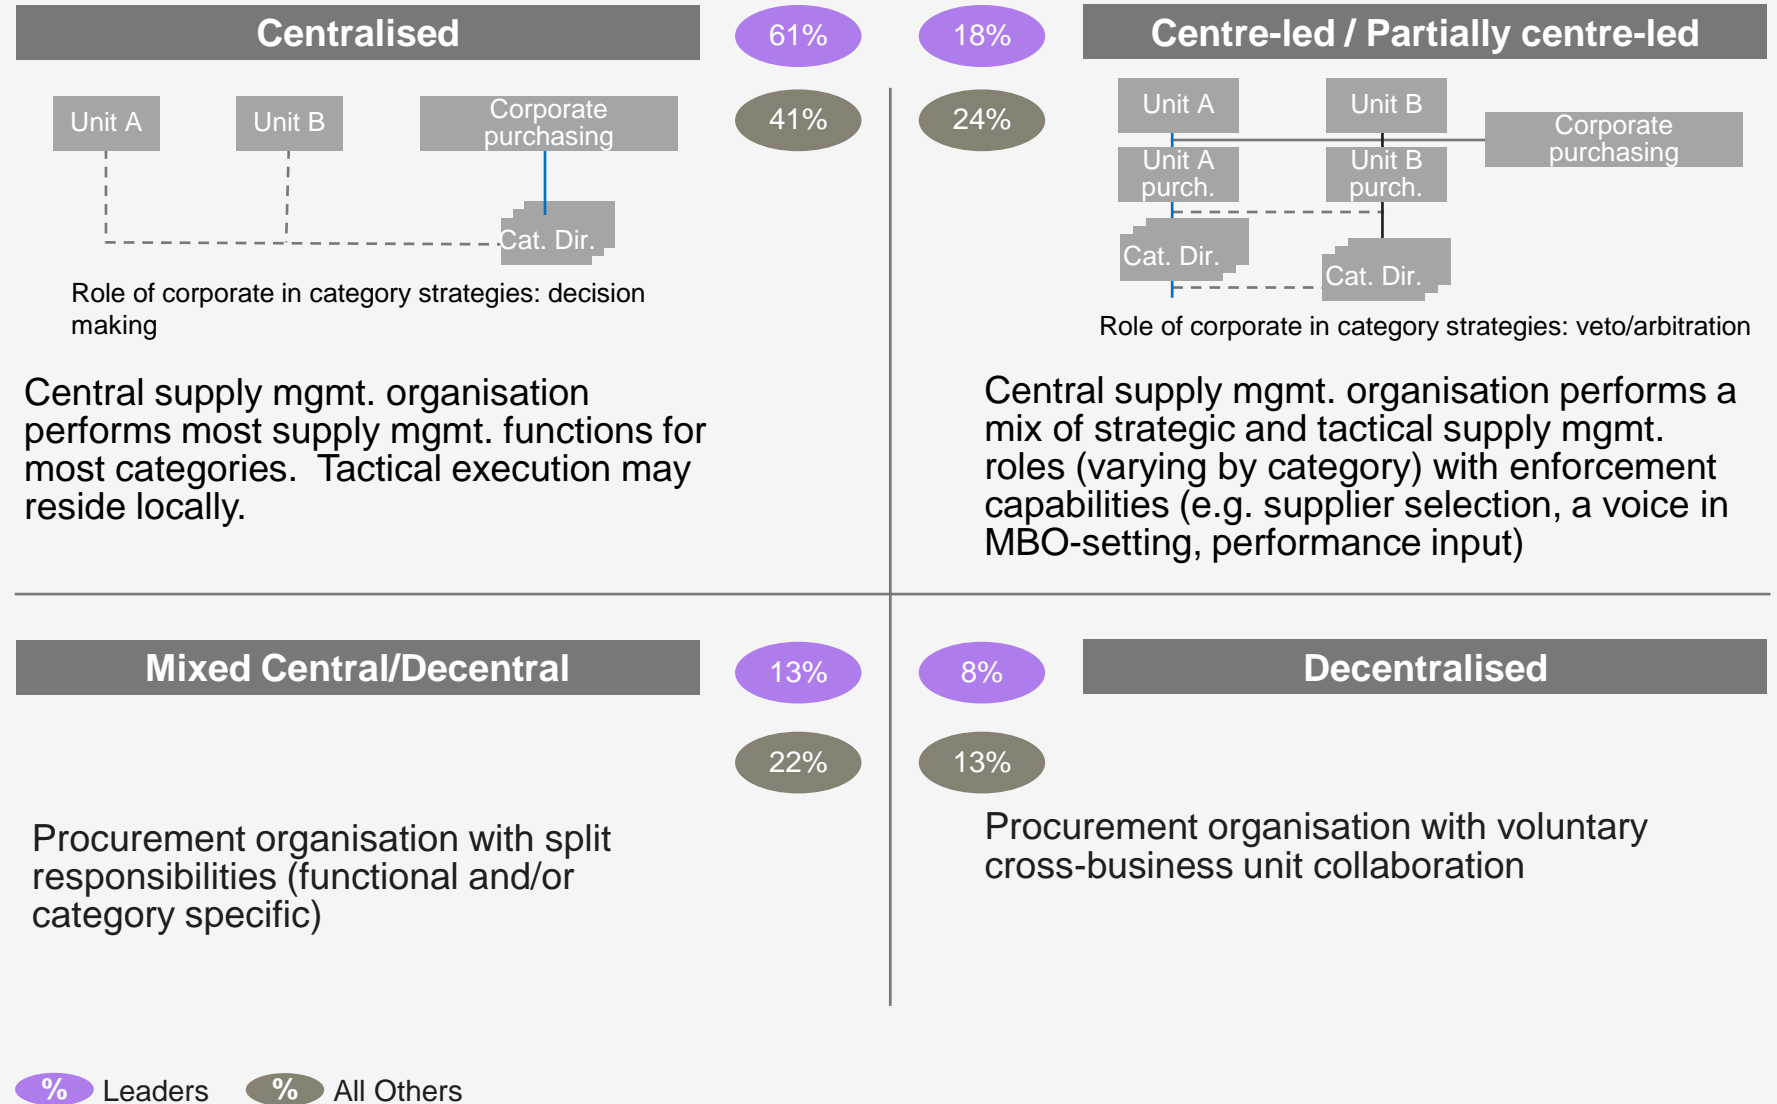 Centralised
61%
41%
Unit A
Unit B
Corporate
purchasing
Cat. Dir.
Role of corporate in category strategies: decision
making
Central supply mgmt. organisation
performs most supply mgmt. functions for
most categories.  Tactical execution may
reside locally.
18%
24%
Centre-led / Partially centre-led
Unit A
Unit B
Corporate
purchasing
Unit A
purch.
Unit B
purch.
Cat. Dir.
Cat. Dir.
Role of corporate in category strategies: veto/arbitration
Central supply mgmt. organisation performs a
mix of strategic and tactical supply mgmt.
roles (varying by category) with enforcement
capabilities (e.g. supplier selection, a voice in
MBO-setting, performance input)
Mixed Central/Decentral
13%
22%
Procurement organisation with split
responsibilities (functional and/or
category specific)
8%
13%
Decentralised
Procurement organisation with voluntary
cross-business unit collaboration
% Leaders
% All Others